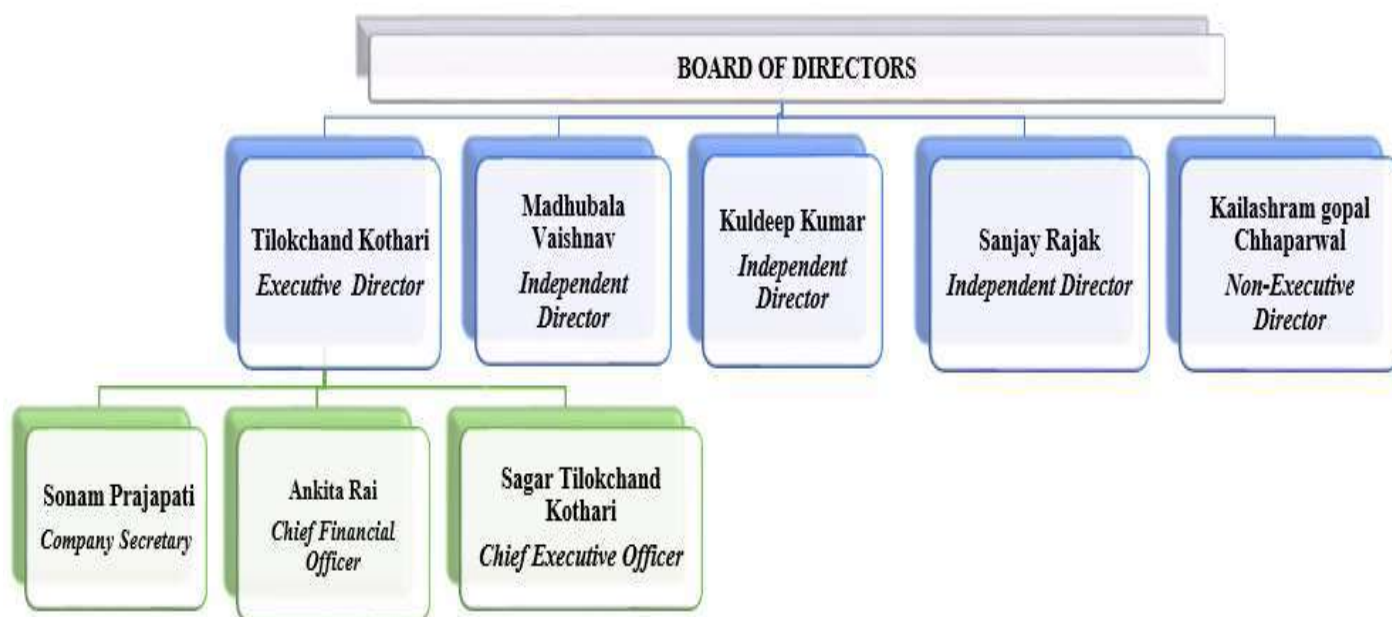 BOARD OF DIRECTORS
Tilokchand Kothari
Executive Director
Madhubala
Vaishnav
Independent
Director
Kuldeep Kumar
Independent
Director
Sanjay Rajak
Independent Director
Kailashram gopal
Chhaparwal
Non-Executive
Director
Sonam Prajapati
Company Secretary
Ankita Rai
Chief Financial
Officer
Sagar Tilokchand
Kothari
Chief Executive Officer